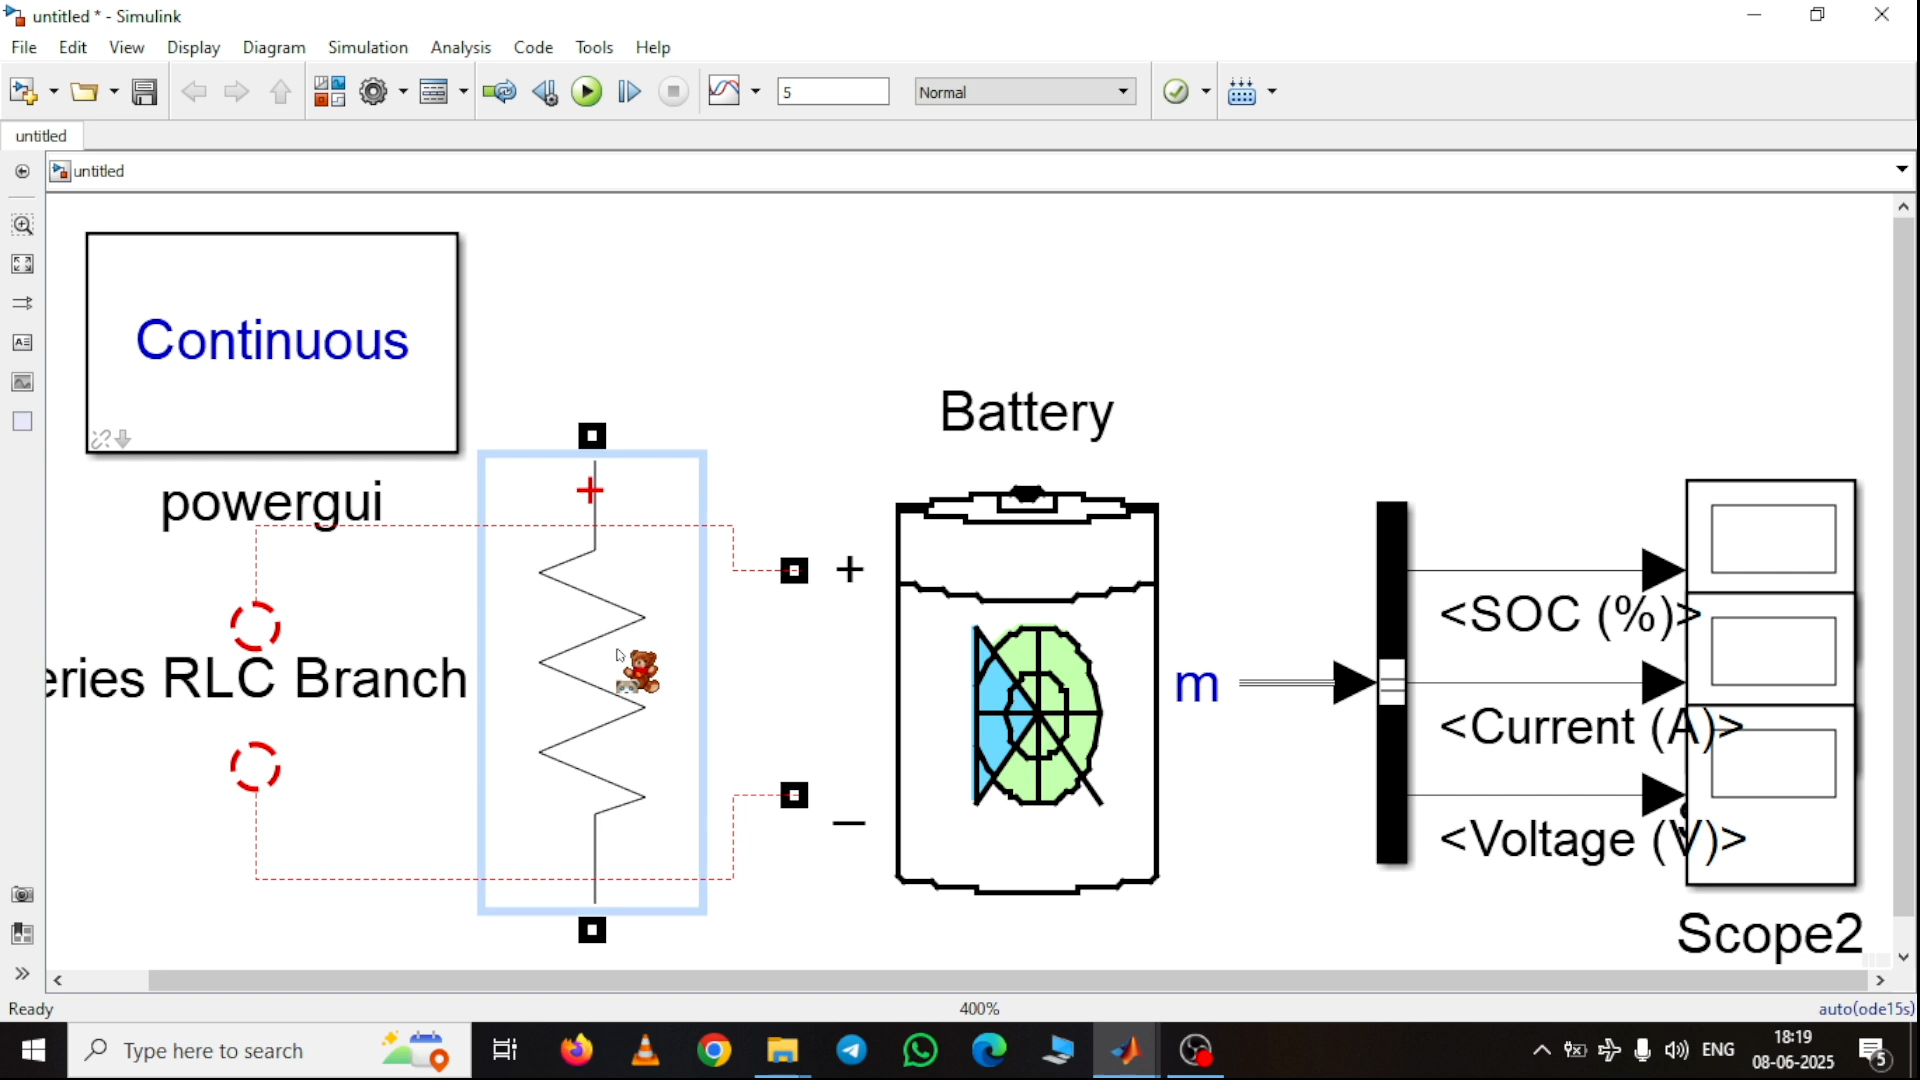 untitled * - Simulink
File Edit View Display Diagram Simulation Analysis Code Tools Help
5 Normal
untitled
untitled
Continuous
powergui
eries RLC Branch
+
Battery
+
m
–
<SOC (%)>
<Current (A)>
<Voltage (V)>
Scope2
Ready 400% auto(ode15s)
Type here to search
ENG
18:19
08-06-2025
5